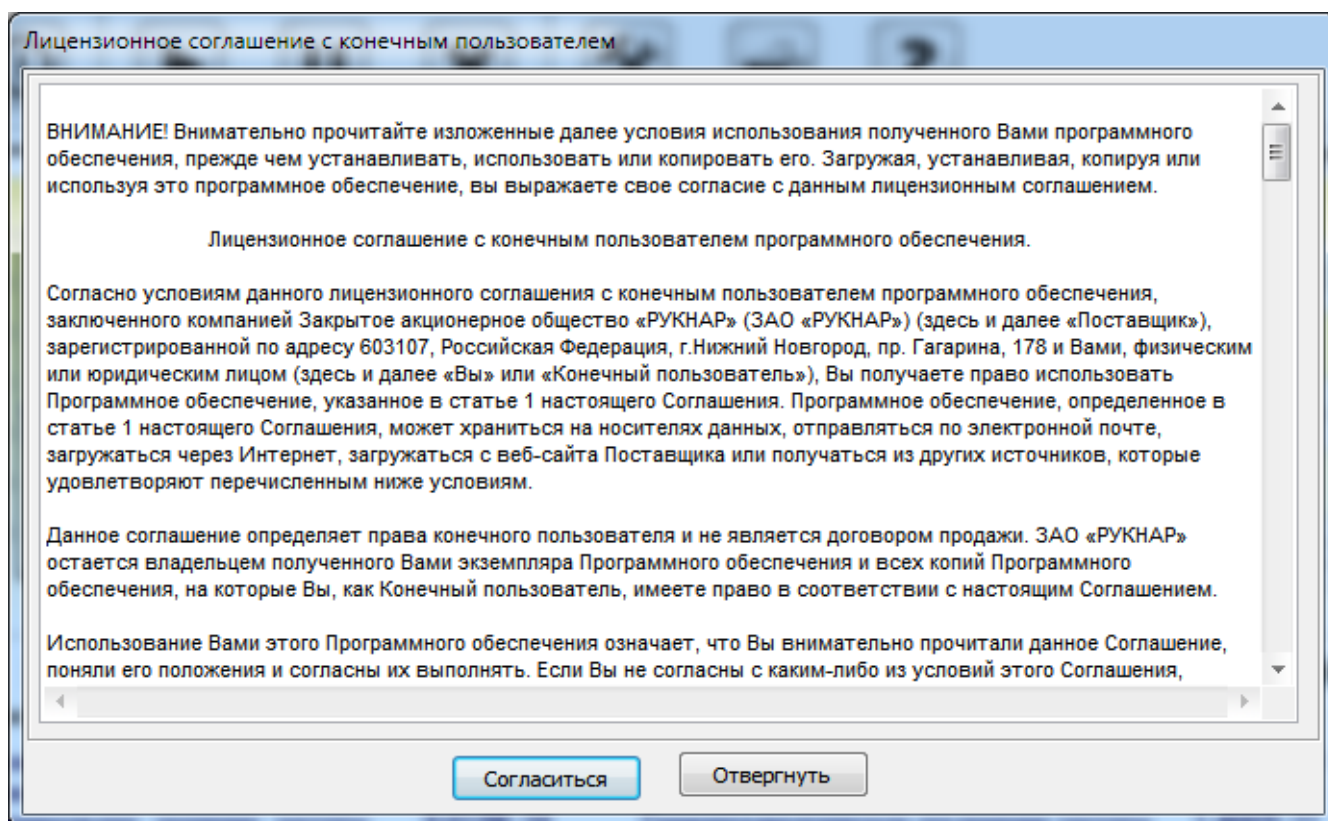 Лицензионное соглашение с конечным пользователем
ВНИМАНИЕ! Внимательно прочитайте изложенные далее условия использования полученного Вами программного
обеспечения, прежде чем устанавливать, использовать или копировать его. Загружая, устанавливая, копируя или
используя это программное обеспечение, вы выражаете свое согласие с данным лицензионным соглашением.
Лицензионное соглашение с конечным пользователем программного обеспечения.
Согласно условиям данного лицензионного соглашения с конечным пользователем программного обеспечения,
заключенного компанией Закрытое акционерное общество «РУКНАР» (ЗАО «РУКНАР») (здесь и далее «Поставщик»),
зарегистрированной по адресу 603107, Российская Федерация, г.Нижний Новгород, пр. Гагарина, 178 и Вами, физическим
или юридическим лицом (здесь и далее «Вы» или «Конечный пользователь»), Вы получаете право использовать
Программное обеспечение, указанное в статье 1 настоящего Соглашения. Программное обеспечение, определенное в
статье 1 настоящего Соглашения, может храниться на носителях данных, отправляться по электронной почте,
загружаться через Интернет, загружаться с веб-сайта Поставщика или получаться из других источников, которые
удовлетворяют перечисленным ниже условиям.
Данное соглашение определяет права конечного пользователя и не является договором продажи. ЗАО «РУКНАР»
остается владельцем полученного Вами экземпляра Программного обеспечения и всех копий Программного
обеспечения, на которые Вы, как Конечный пользователь, имеете право в соответствии с настоящим Соглашением.
Использование Вами этого Программного обеспечения означает, что Вы внимательно прочитали данное Соглашение,
поняли его положения и согласны их выполнять. Если Вы не согласны с каким-либо из условий этого Соглашения,
Согласиться
Отвергнуть